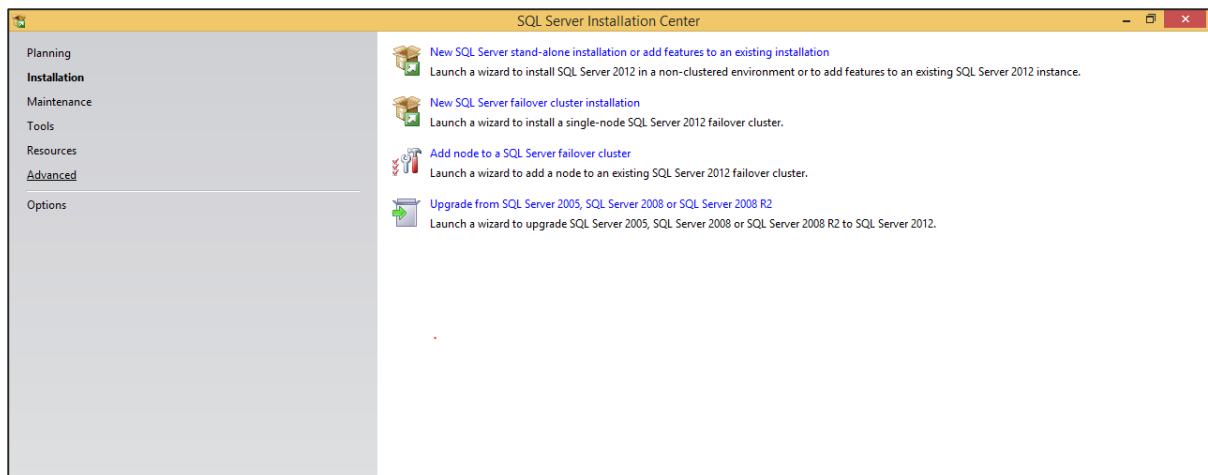 SQL Server Installation Center
Planning
Installation
Maintenance
Tools
Resources
Advanced
Options
New SQL Server stand-alone installation or add features to an existing installation
Launch a wizard to install SQL Server 2012 in a non-clustered environment or to add features to an existing SQL Server 2012 instance.
New SQL Server failover cluster installation
Launch a wizard to install a single-node SQL Server 2012 failover cluster.
Add node to a SQL Server failover cluster
Launch a wizard to add a node to an existing SQL Server 2012 failover cluster.
Upgrade from SQL Server 2005, SQL Server 2008 or SQL Server 2008 R2
Launch a wizard to upgrade SQL Server 2005, SQL Server 2008 or SQL Server 2008 R2 to SQL Server 2012.